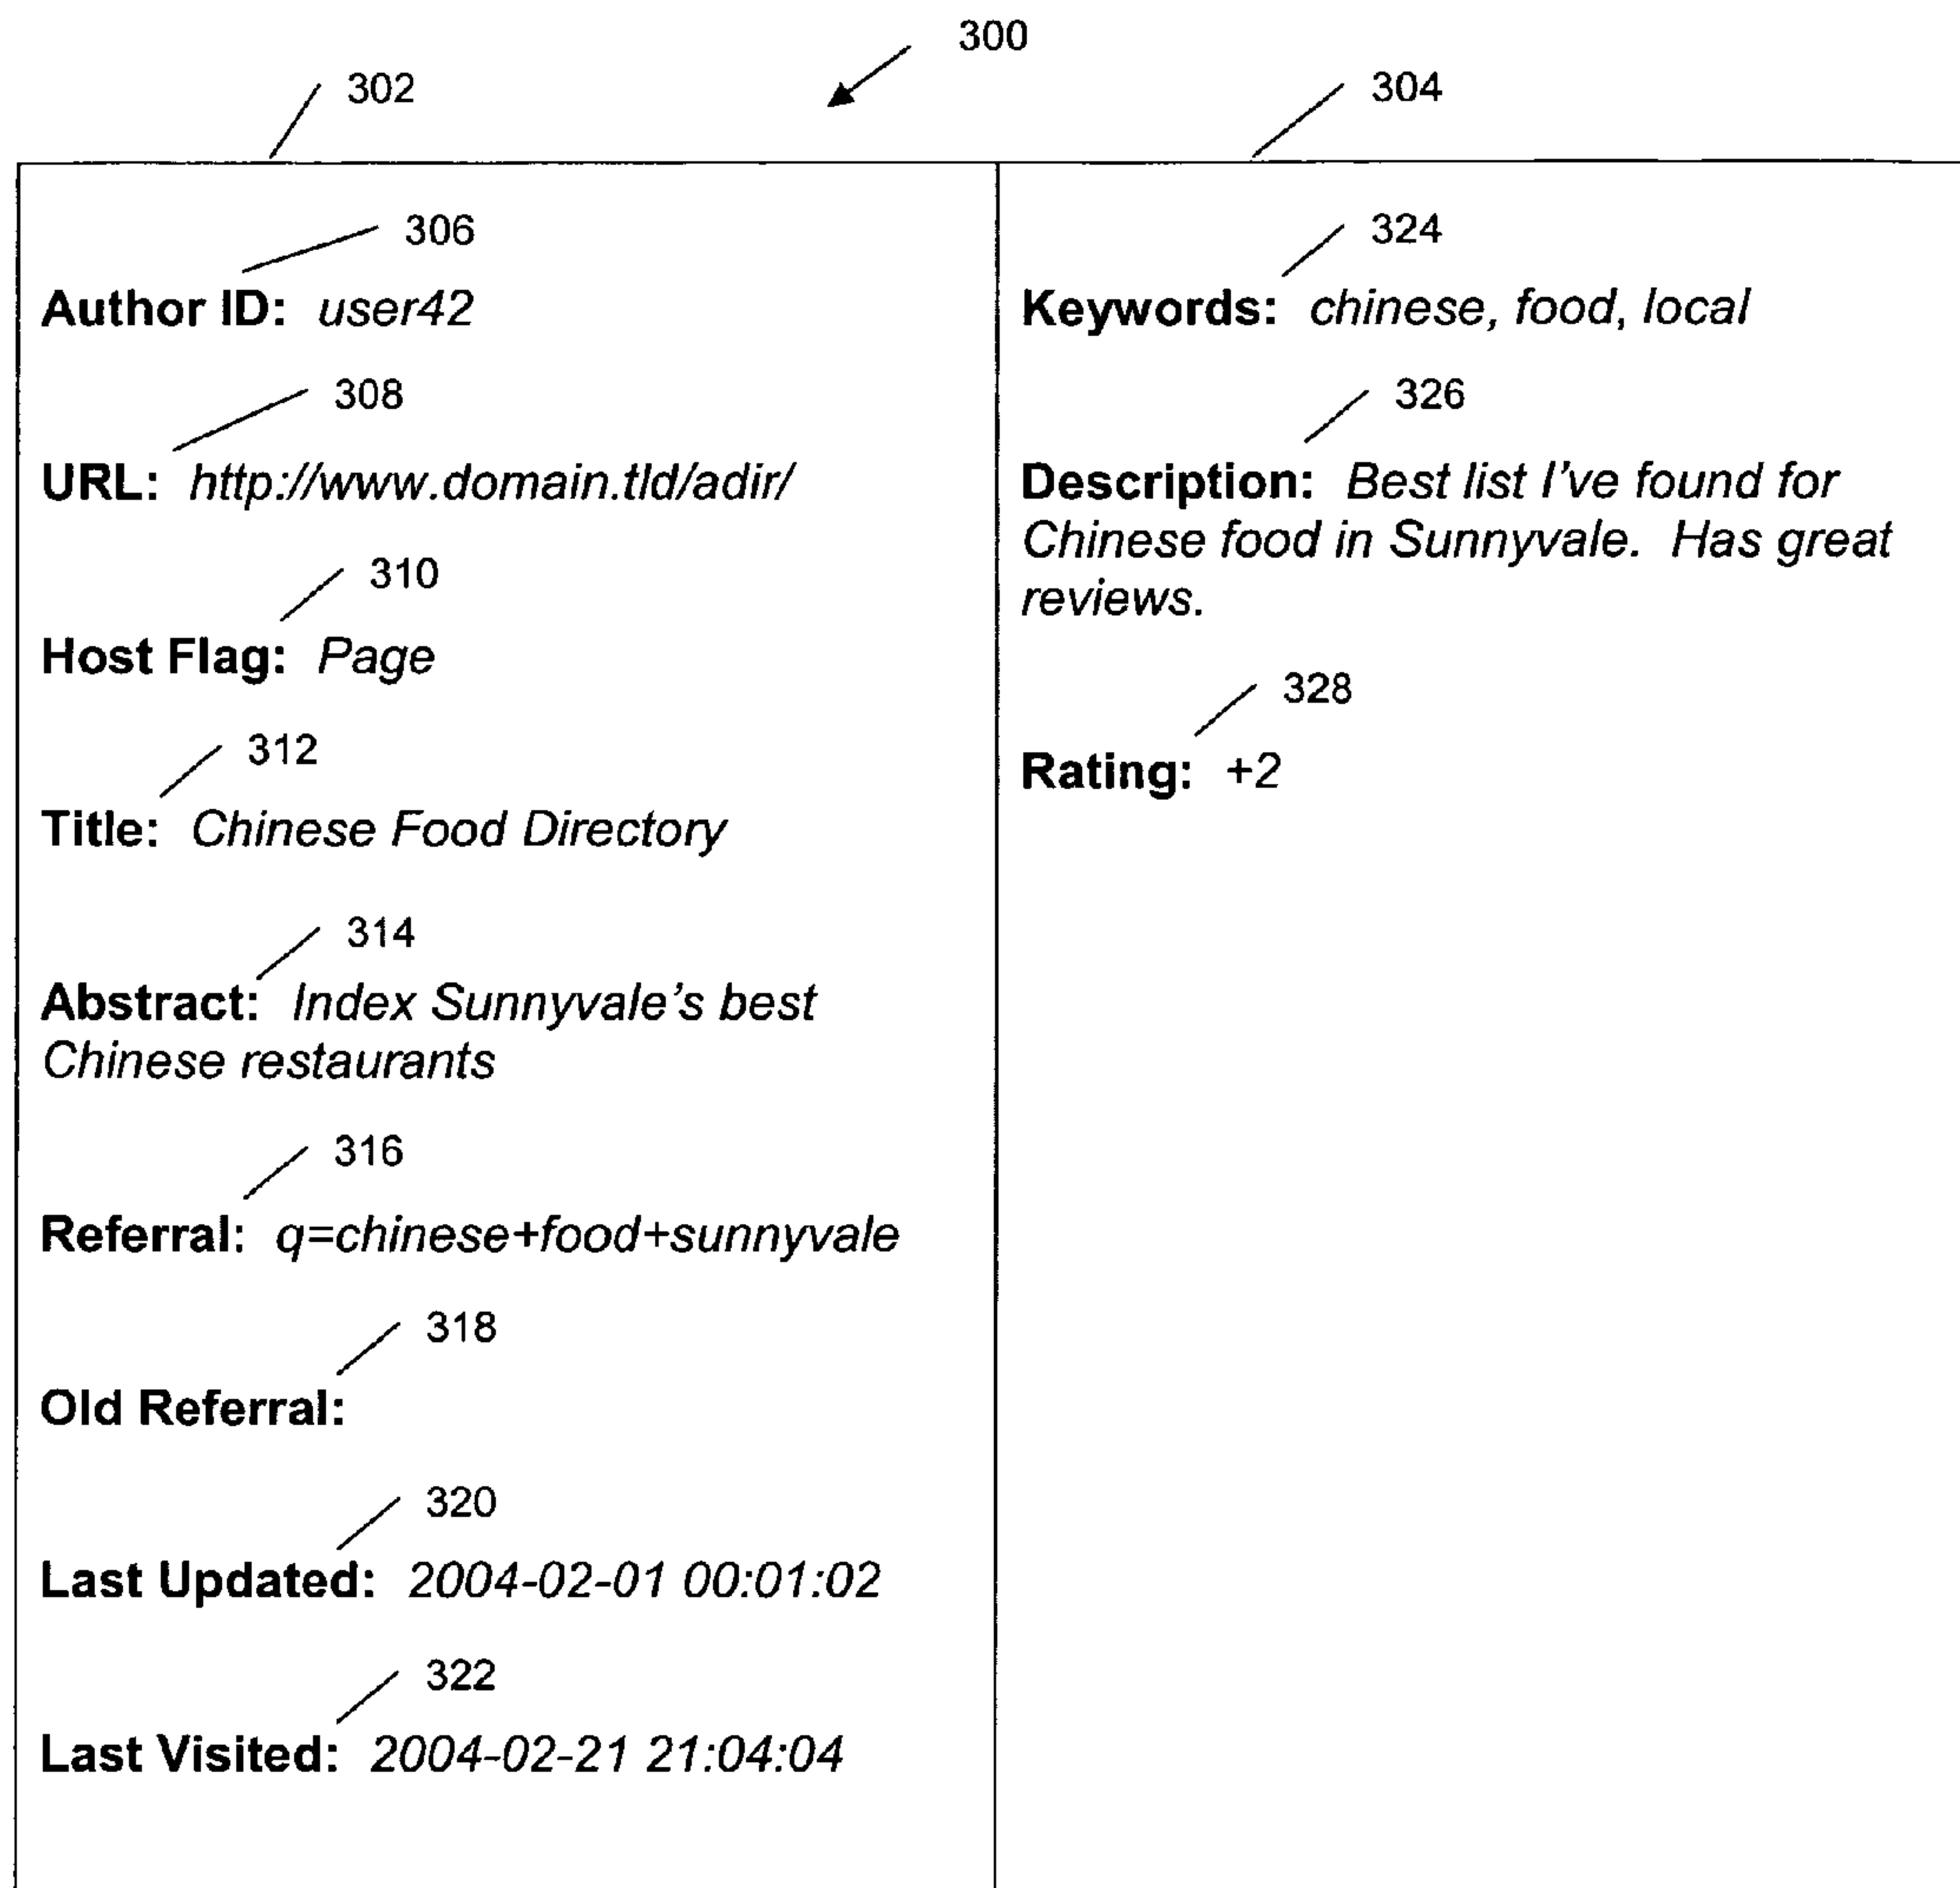 300
302
304
306
Author ID: user42
308
URL: http://www.domain.tld/adir/
310
Host Flag: Page
312
Title: Chinese Food Directory
314
Abstract: Index Sunnyvale's best
Chinese restaurants
316
Referral: q=chinese+food+sunnyvale
318
Old Referral:
320
Last Updated: 2004-02-01 00:01:02
322
Last Visited: 2004-02-21 21:04:04
324
Keywords: chinese, food, local
326
Description: Best list I've found for
Chinese food in Sunnyvale. Has great
reviews.
328
Rating: +2